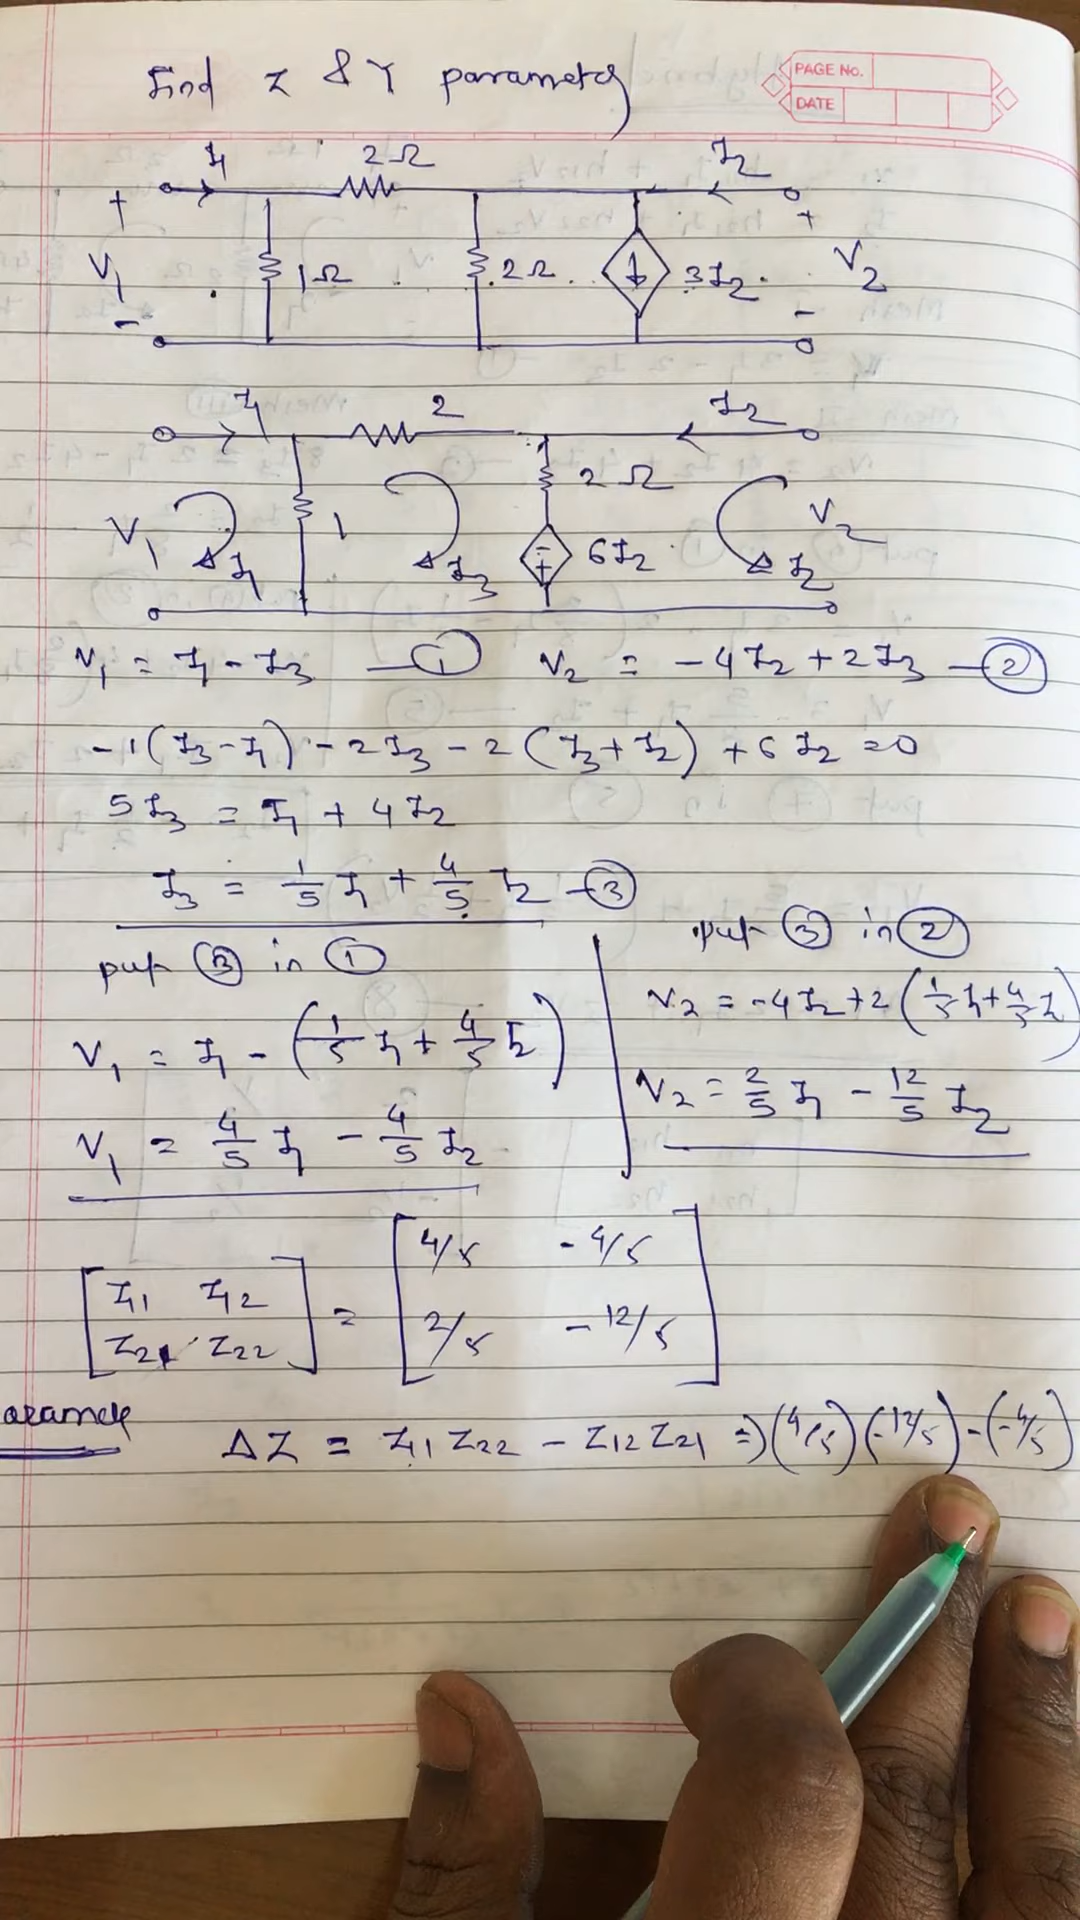 Find Z & Y parameters
PAGE No.
DATE
I1 2Ω I2
+ +
V1 1Ω 2Ω 3I2 V2
- -
I1 2 I2
2Ω
V1 1 - + 6I2 V2
I1 I3 I2
V1 = I1 - I3 — ① V2 = -4I2 + 2I3 — ②
-1(I3 - I1) - 2I3 - 2(I3 + I2) + 6I2 = 0
5I3 = I1 + 4I2
I3 = 1/5 I1 + 4/5 I2 — ③
put ③ in ①
V1 = I1 - (1/5 I1 + 4/5 I2)
V1 = 4/5 I1 - 4/5 I2
put ③ in ②
V2 = -4I2 + 2(1/5 I1 + 4/5 I2)
V2 = 2/5 I1 - 12/5 I2
[Z11 Z12 = [4/5 -4/5
Z21 Z22] 2/5 -12/5]
ΔZ = Z11 Z22 - Z12 Z21 ⇒ (4/5)(-12/5) - (-4/5)